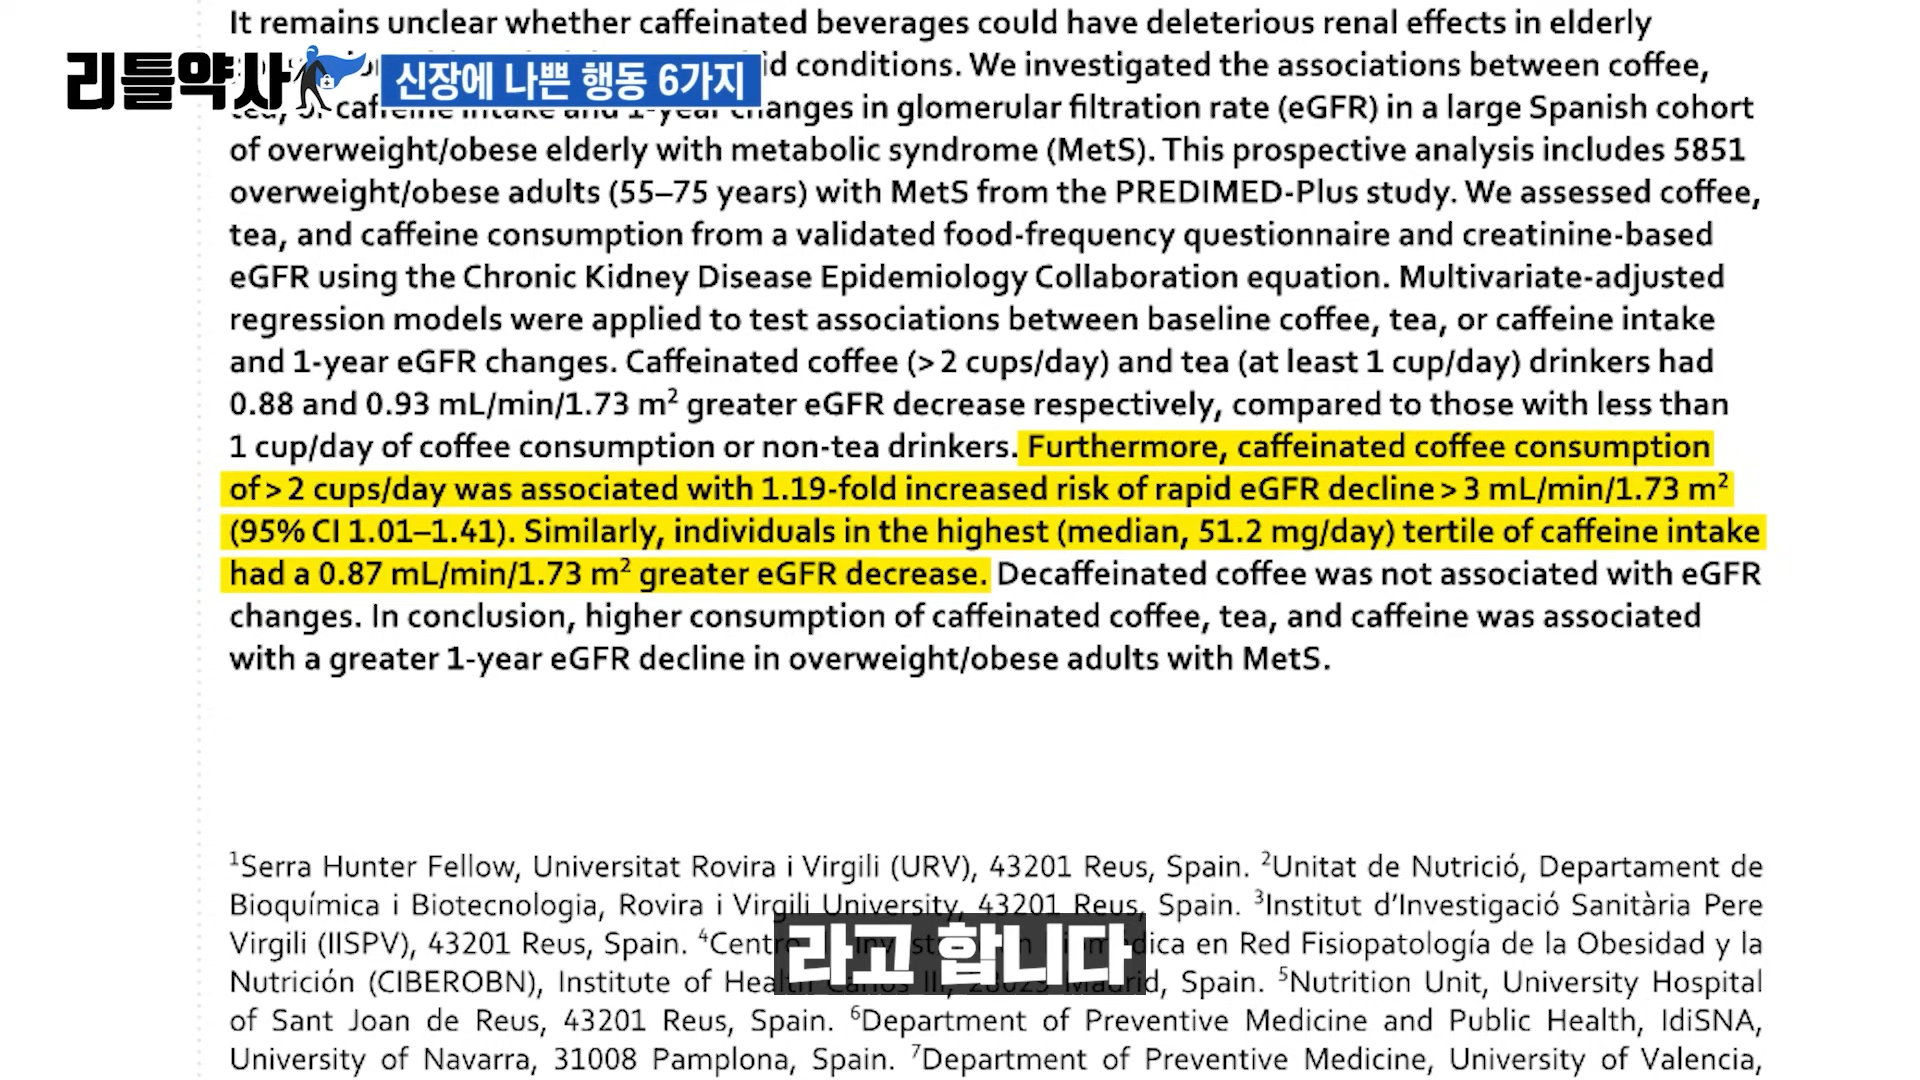 It remains unclear whether caffeinated beverages could have deleterious renal effects in elderly
리틀약사
신장에 나쁜 행동 6가지
id conditions. We investigated the associations between coffee,
tea, or caffeine intake and 1-year changes in glomerular filtration rate (eGFR) in a large Spanish cohort
of overweight/obese elderly with metabolic syndrome (MetS). This prospective analysis includes 5851
overweight/obese adults (55–75 years) with MetS from the PREDIMED-Plus study. We assessed coffee,
tea, and caffeine consumption from a validated food-frequency questionnaire and creatinine-based
eGFR using the Chronic Kidney Disease Epidemiology Collaboration equation. Multivariate-adjusted
regression models were applied to test associations between baseline coffee, tea, or caffeine intake
and 1-year eGFR changes. Caffeinated coffee (> 2 cups/day) and tea (at least 1 cup/day) drinkers had
0.88 and 0.93 mL/min/1.73 m² greater eGFR decrease respectively, compared to those with less than
1 cup/day of coffee consumption or non-tea drinkers. Furthermore, caffeinated coffee consumption
of > 2 cups/day was associated with 1.19-fold increased risk of rapid eGFR decline > 3 mL/min/1.73 m²
(95% CI 1.01–1.41). Similarly, individuals in the highest (median, 51.2 mg/day) tertile of caffeine intake
had a 0.87 mL/min/1.73 m² greater eGFR decrease. Decaffeinated coffee was not associated with eGFR
changes. In conclusion, higher consumption of caffeinated coffee, tea, and caffeine was associated
with a greater 1-year eGFR decline in overweight/obese adults with MetS.
¹Serra Hunter Fellow, Universitat Rovira i Virgili (URV), 43201 Reus, Spain. ²Unitat de Nutrició, Departament de
Bioquímica i Biotecnologia, Rovira i Virgili University, 43201 Reus, Spain. ³Institut d'Investigació Sanitària Pere
Virgili (IISPV), 43201 Reus, Spain. ⁴Centr dica en Red Fisiopatología de la Obesidad y la
라고 합니다
Nutrición (CIBEROBN), Institute of Health Carlos III, 28029 Madrid, Spain. ⁵Nutrition Unit, University Hospital
of Sant Joan de Reus, 43201 Reus, Spain. ⁶Department of Preventive Medicine and Public Health, IdiSNA,
University of Navarra, 31008 Pamplona, Spain. ⁷Department of Preventive Medicine, University of Valencia,